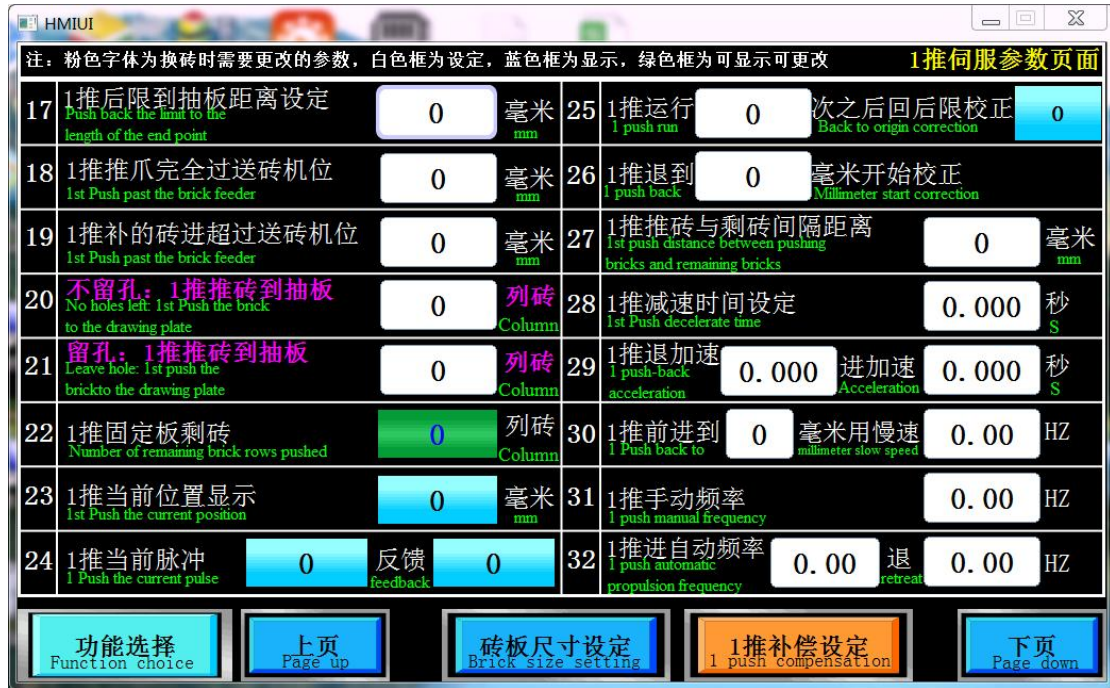 HMIUI
注：粉色字体为换砖时需要更改的参数，白色框为设定，蓝色框为显示，绿色框为可显示可更改
1推伺服参数页面
17 1推后限到抽板距离设定 0 毫米
Push back the limit to the mm
length of the end point
25 1推运行 0 次之后回后限校正 0
1 push run Back to origin correction
18 1推推爪完全过送砖机位 0 毫米
1st Push past the brick feeder mm
26 1推退到 0 毫米开始校正
1 push back Millimeter start correction
19 1推补的砖进超过送砖机位 0 毫米
1st Push past the brick feeder mm
27 1推推砖与剩砖间隔距离 0 毫米
1st push distance between pushing mm
bricks and remaining bricks
20 不留孔：1推推砖到抽板 0 列砖
No holes left: 1st Push the brick Column
to the drawing plate
28 1推减速时间设定 0.000 秒
1st Push decelerate time S
21 留孔：1推推砖到抽板 0 列砖
Leave hole: 1st push the Column
brickto the drawing plate
29 1推退加速 0.000 进加速 0.000 秒
1 push-back Acceleration S
acceleration
22 1推固定板剩砖 0 列砖
Number of remaining brick rows pushed Column
30 1推前进到 0 毫米用慢速 0.00 HZ
1 Push back to millimeter slow speed
23 1推当前位置显示 0 毫米
1st Push the current position mm
31 1推手动频率 0.00 HZ
1 push manual frequency
24 1推当前脉冲 0 反馈 0
1 Push the current pulse feedback
32 1推进自动频率 0.00 退 0.00 HZ
1 push automatic retreat
propulsion frequency
功能选择 上页 砖板尺寸设定 1推补偿设定 下页
Function choice Page up Brick size setting 1 push compensation Page down